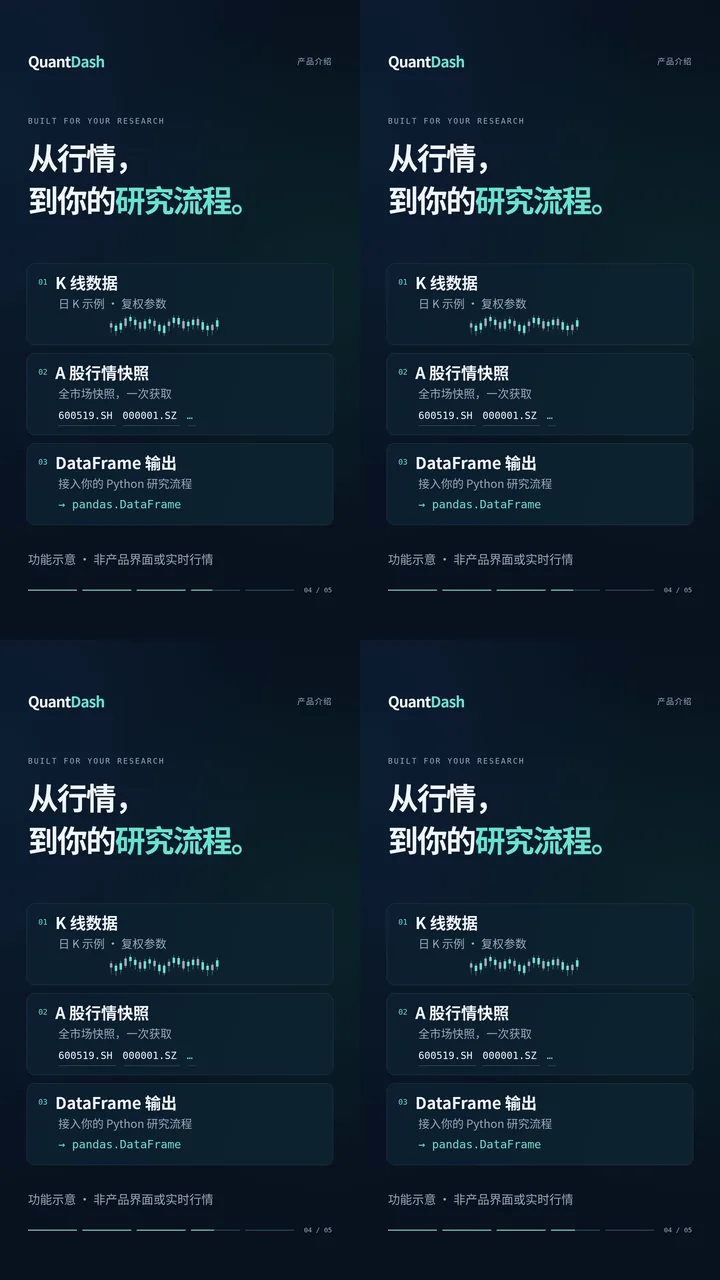 QuantDash
产品介绍
BUILT FOR YOUR RESEARCH
从行情，
到你的研究流程。
01 K 线数据
日 K 示例 · 复权参数
02 A 股行情快照
全市场快照，一次获取
600519.SH 000001.SZ …
03 DataFrame 输出
接入你的 Python 研究流程
→ pandas.DataFrame
功能示意 · 非产品界面或实时行情
04 / 05
QuantDash
产品介绍
BUILT FOR YOUR RESEARCH
从行情，
到你的研究流程。
01 K 线数据
日 K 示例 · 复权参数
02 A 股行情快照
全市场快照，一次获取
600519.SH 000001.SZ …
03 DataFrame 输出
接入你的 Python 研究流程
→ pandas.DataFrame
功能示意 · 非产品界面或实时行情
04 / 05
QuantDash
产品介绍
BUILT FOR YOUR RESEARCH
从行情，
到你的研究流程。
01 K 线数据
日 K 示例 · 复权参数
02 A 股行情快照
全市场快照，一次获取
600519.SH 000001.SZ …
03 DataFrame 输出
接入你的 Python 研究流程
→ pandas.DataFrame
功能示意 · 非产品界面或实时行情
04 / 05
QuantDash
产品介绍
BUILT FOR YOUR RESEARCH
从行情，
到你的研究流程。
01 K 线数据
日 K 示例 · 复权参数
02 A 股行情快照
全市场快照，一次获取
600519.SH 000001.SZ …
03 DataFrame 输出
接入你的 Python 研究流程
→ pandas.DataFrame
功能示意 · 非产品界面或实时行情
04 / 05